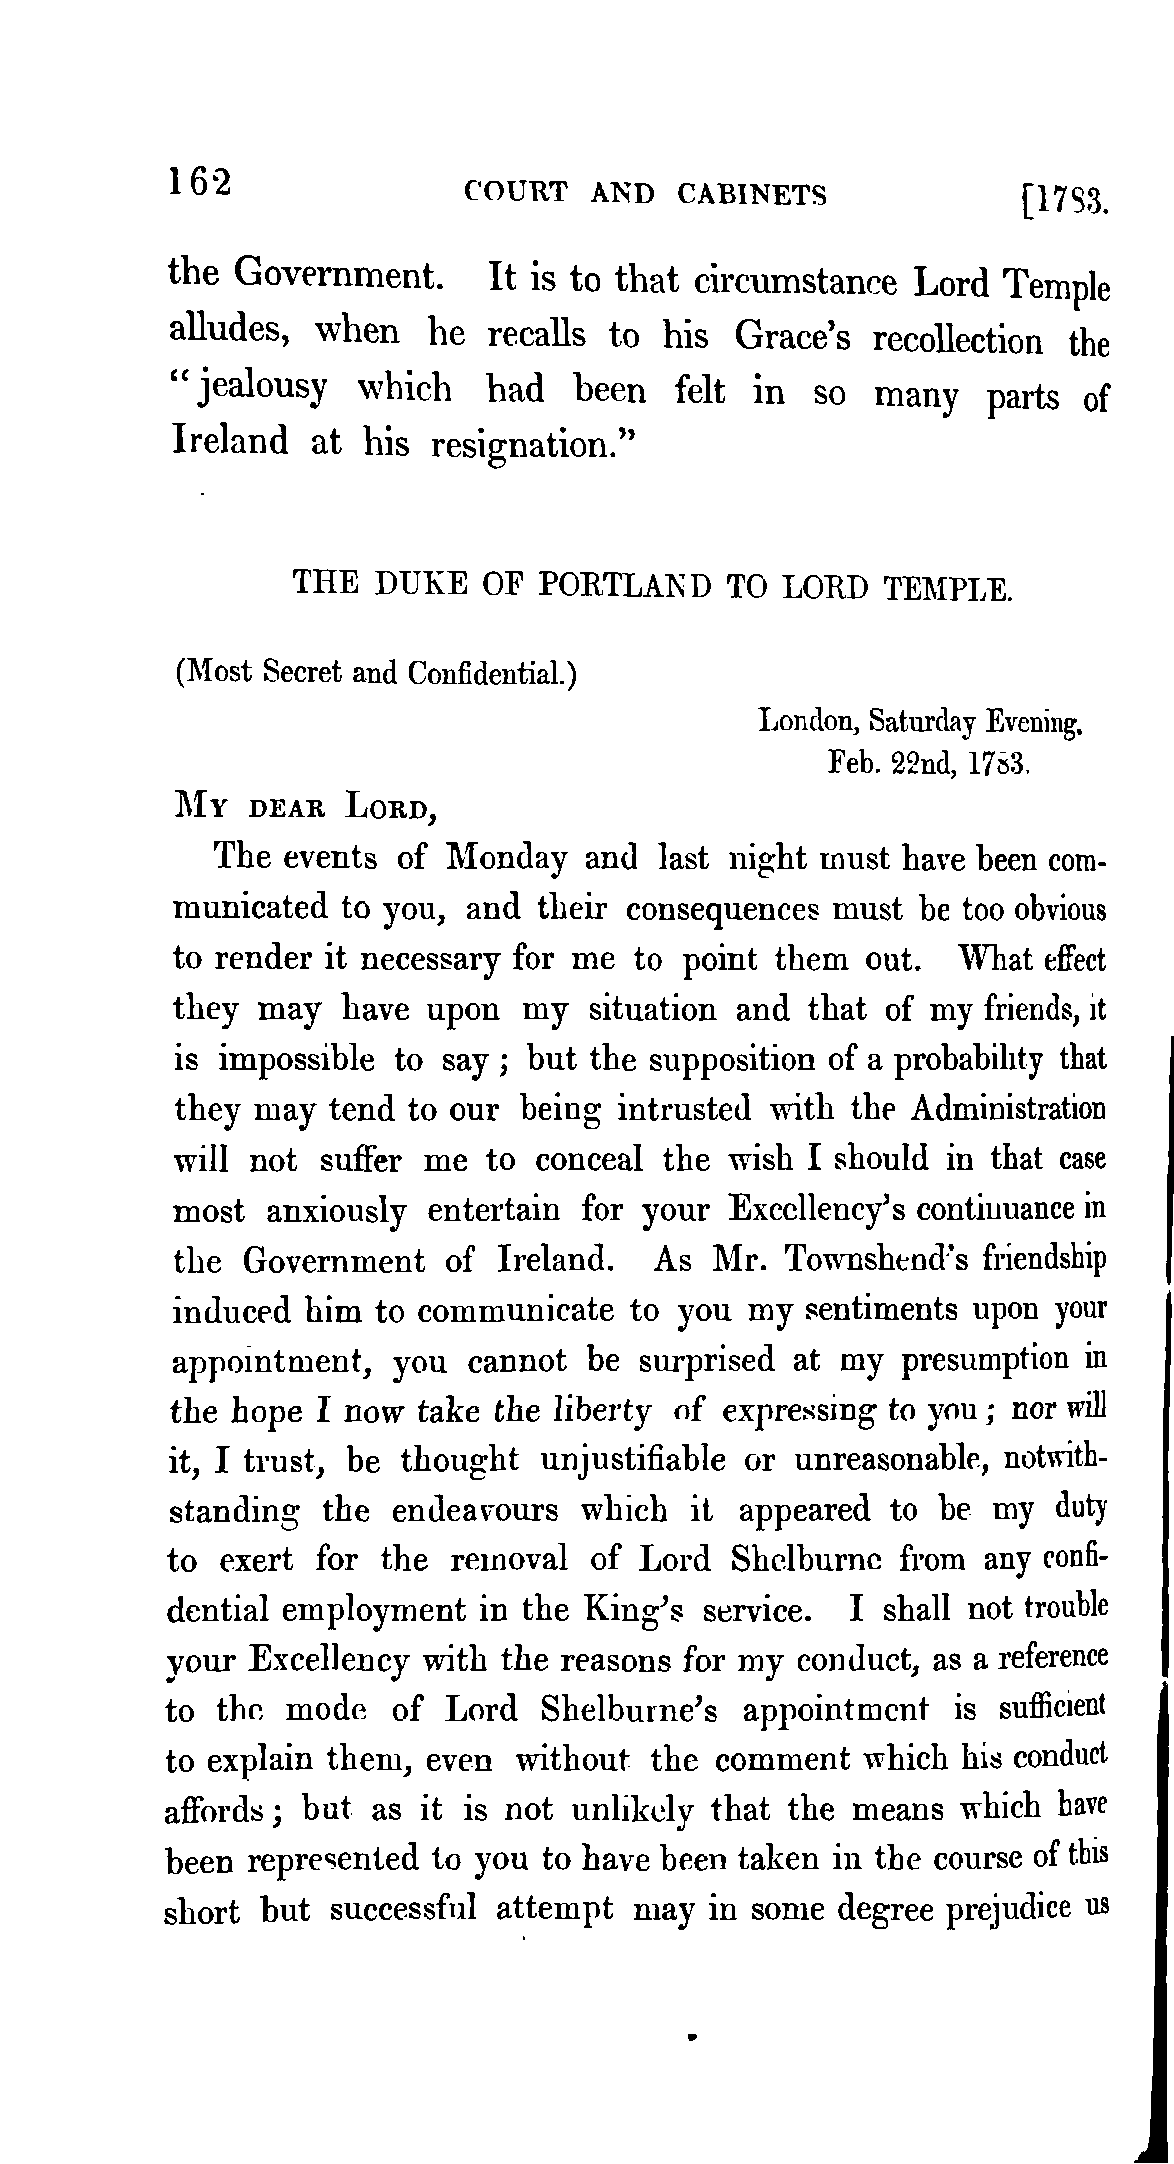 162 COURT AND CABINETS [1783.
the Government. It is to that circumstance Lord Temple
alludes, when he recalls to his Grace's recollection the
"jealousy which had been felt in so many parts of
Ireland at his resignation."
THE DUKE OF PORTLAND TO LORD TEMPLE.
(Most Secret and Confidential.)
London, Saturday Evening.
Feb. 22nd, 1783.
MY DEAR LORD,
The events of Monday and last night must have been com-
municated to you, and their consequences must be too obvious
to render it necessary for me to point them out. What effect
they may have upon my situation and that of my friends, it
is impossible to say; but the supposition of a probability that
they may tend to our being intrusted with the Administration
will not suffer me to conceal the wish I should in that case
most anxiously entertain for your Excellency's continuance in
the Government of Ireland. As Mr. Townshend's friendship
induced him to communicate to you my sentiments upon your
appointment, you cannot be surprised at my presumption in
the hope I now take the liberty of expressing to you; nor will
it, I trust, be thought unjustifiable or unreasonable, notwith-
standing the endeavours which it appeared to be my duty
to exert for the removal of Lord Shelburne from any confi-
dential employment in the King's service. I shall not trouble
your Excellency with the reasons for my conduct, as a reference
to the mode of Lord Shelburne's appointment is sufficient
to explain them, even without the comment which his conduct
affords; but as it is not unlikely that the means which have
been represented to you to have been taken in the course of this
short but successful attempt may in some degree prejudice us